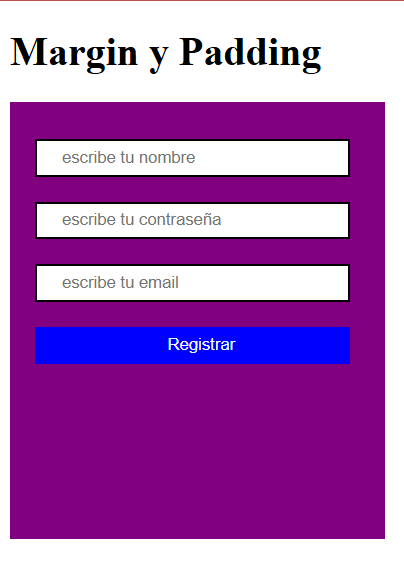 Margin y Padding
escribe tu nombre
escribe tu contraseña
escribe tu email
Registrar